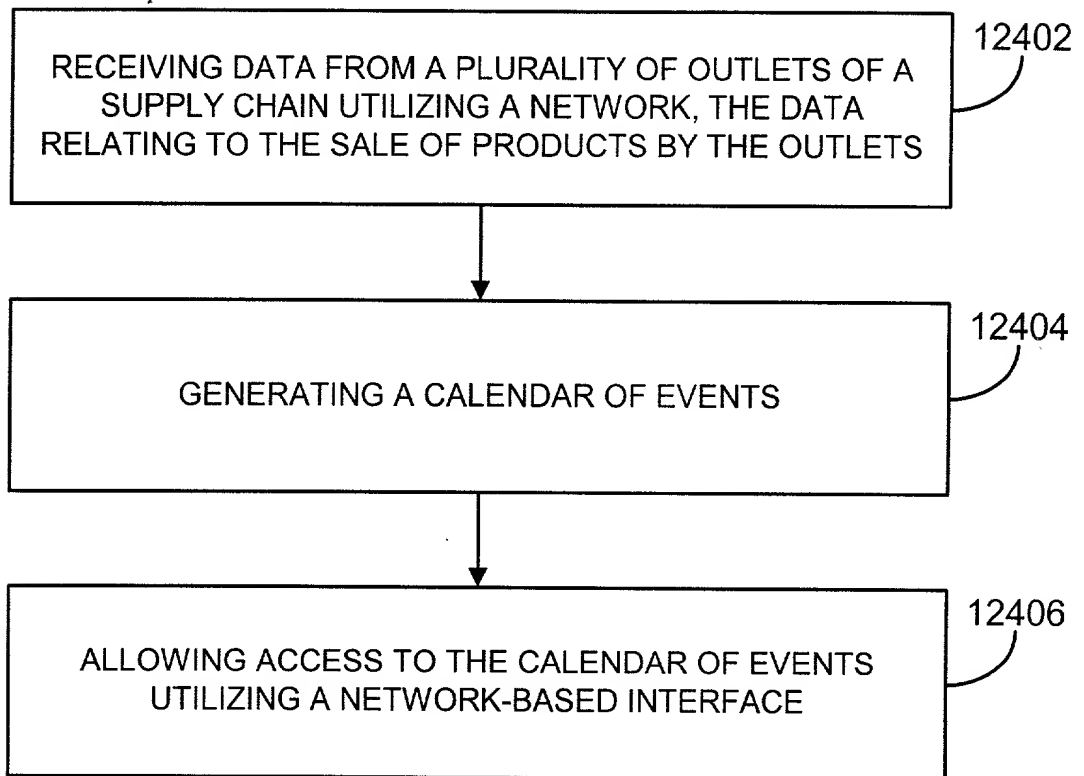 12402
RECEIVING DATA FROM A PLURALITY OF OUTLETS OF A
SUPPLY CHAIN UTILIZING A NETWORK, THE DATA
RELATING TO THE SALE OF PRODUCTS BY THE OUTLETS
12404
GENERATING A CALENDAR OF EVENTS
12406
ALLOWING ACCESS TO THE CALENDAR OF EVENTS
UTILIZING A NETWORK-BASED INTERFACE